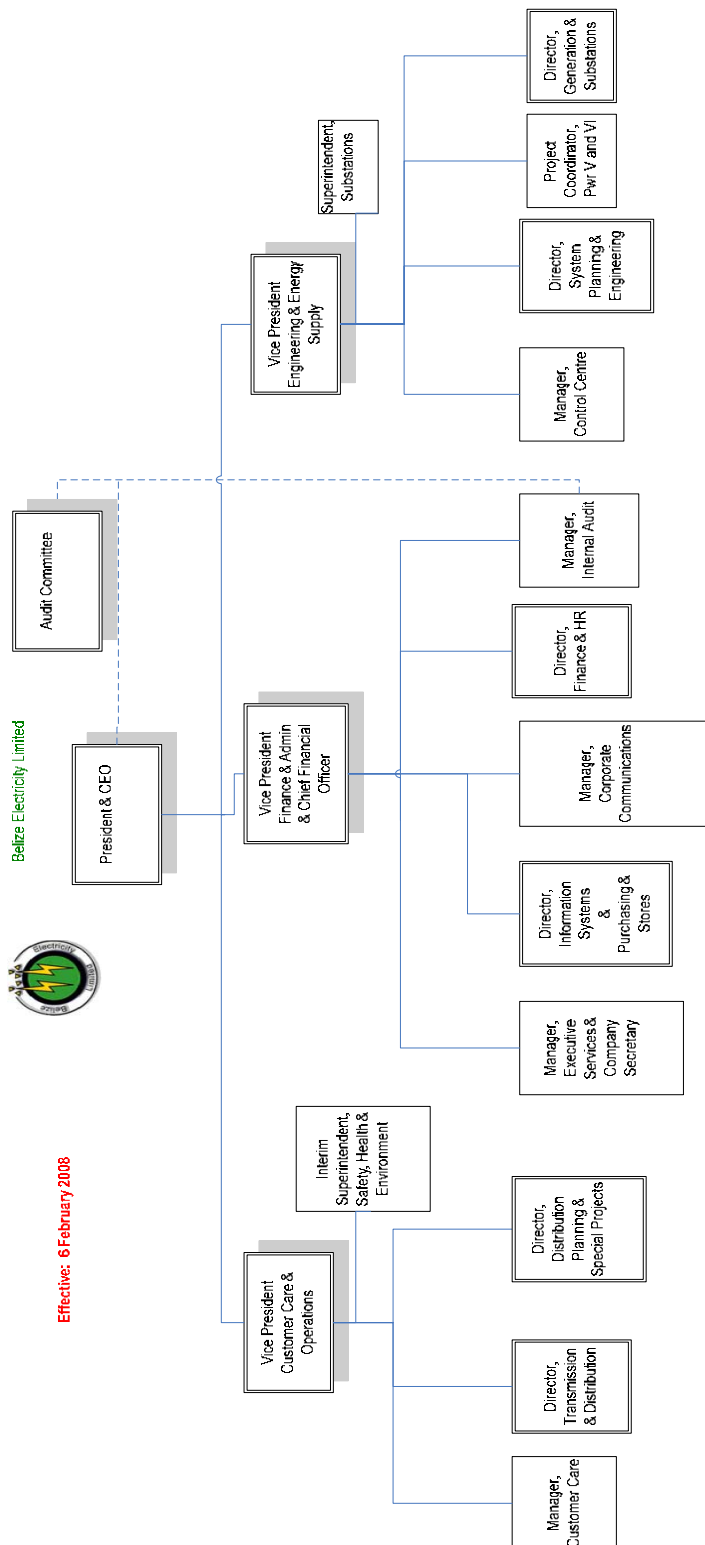 Belize Electricity Limited
Effective: 6 February 2008
Belize
Electricity
Limited
Audit Committee
President & CEO
Vice President
Customer Care &
Operations
Vice President
Finance & Admin
& Chief Financial
Officer
Vice President
Engineering & Energy
Supply
Interim
Superintendent,
Safety, Health &
Environment
Superintendent,
Substations
Manager,
Customer Care
Director,
Transmission
& Distribution
Director,
Distribution
Planning &
Special Projects
Manager,
Executive
Services &
Company
Secretary
Director,
Information
Systems
&
Purchasing &
Stores
Manager,
Corporate
Communications
Director,
Finance & HR
Manager,
Internal Audit
Manager,
Control Centre
Director,
System
Planning &
Engineering
Project
Coordinator,
Pwr V and VI
Director,
Generation &
Substations